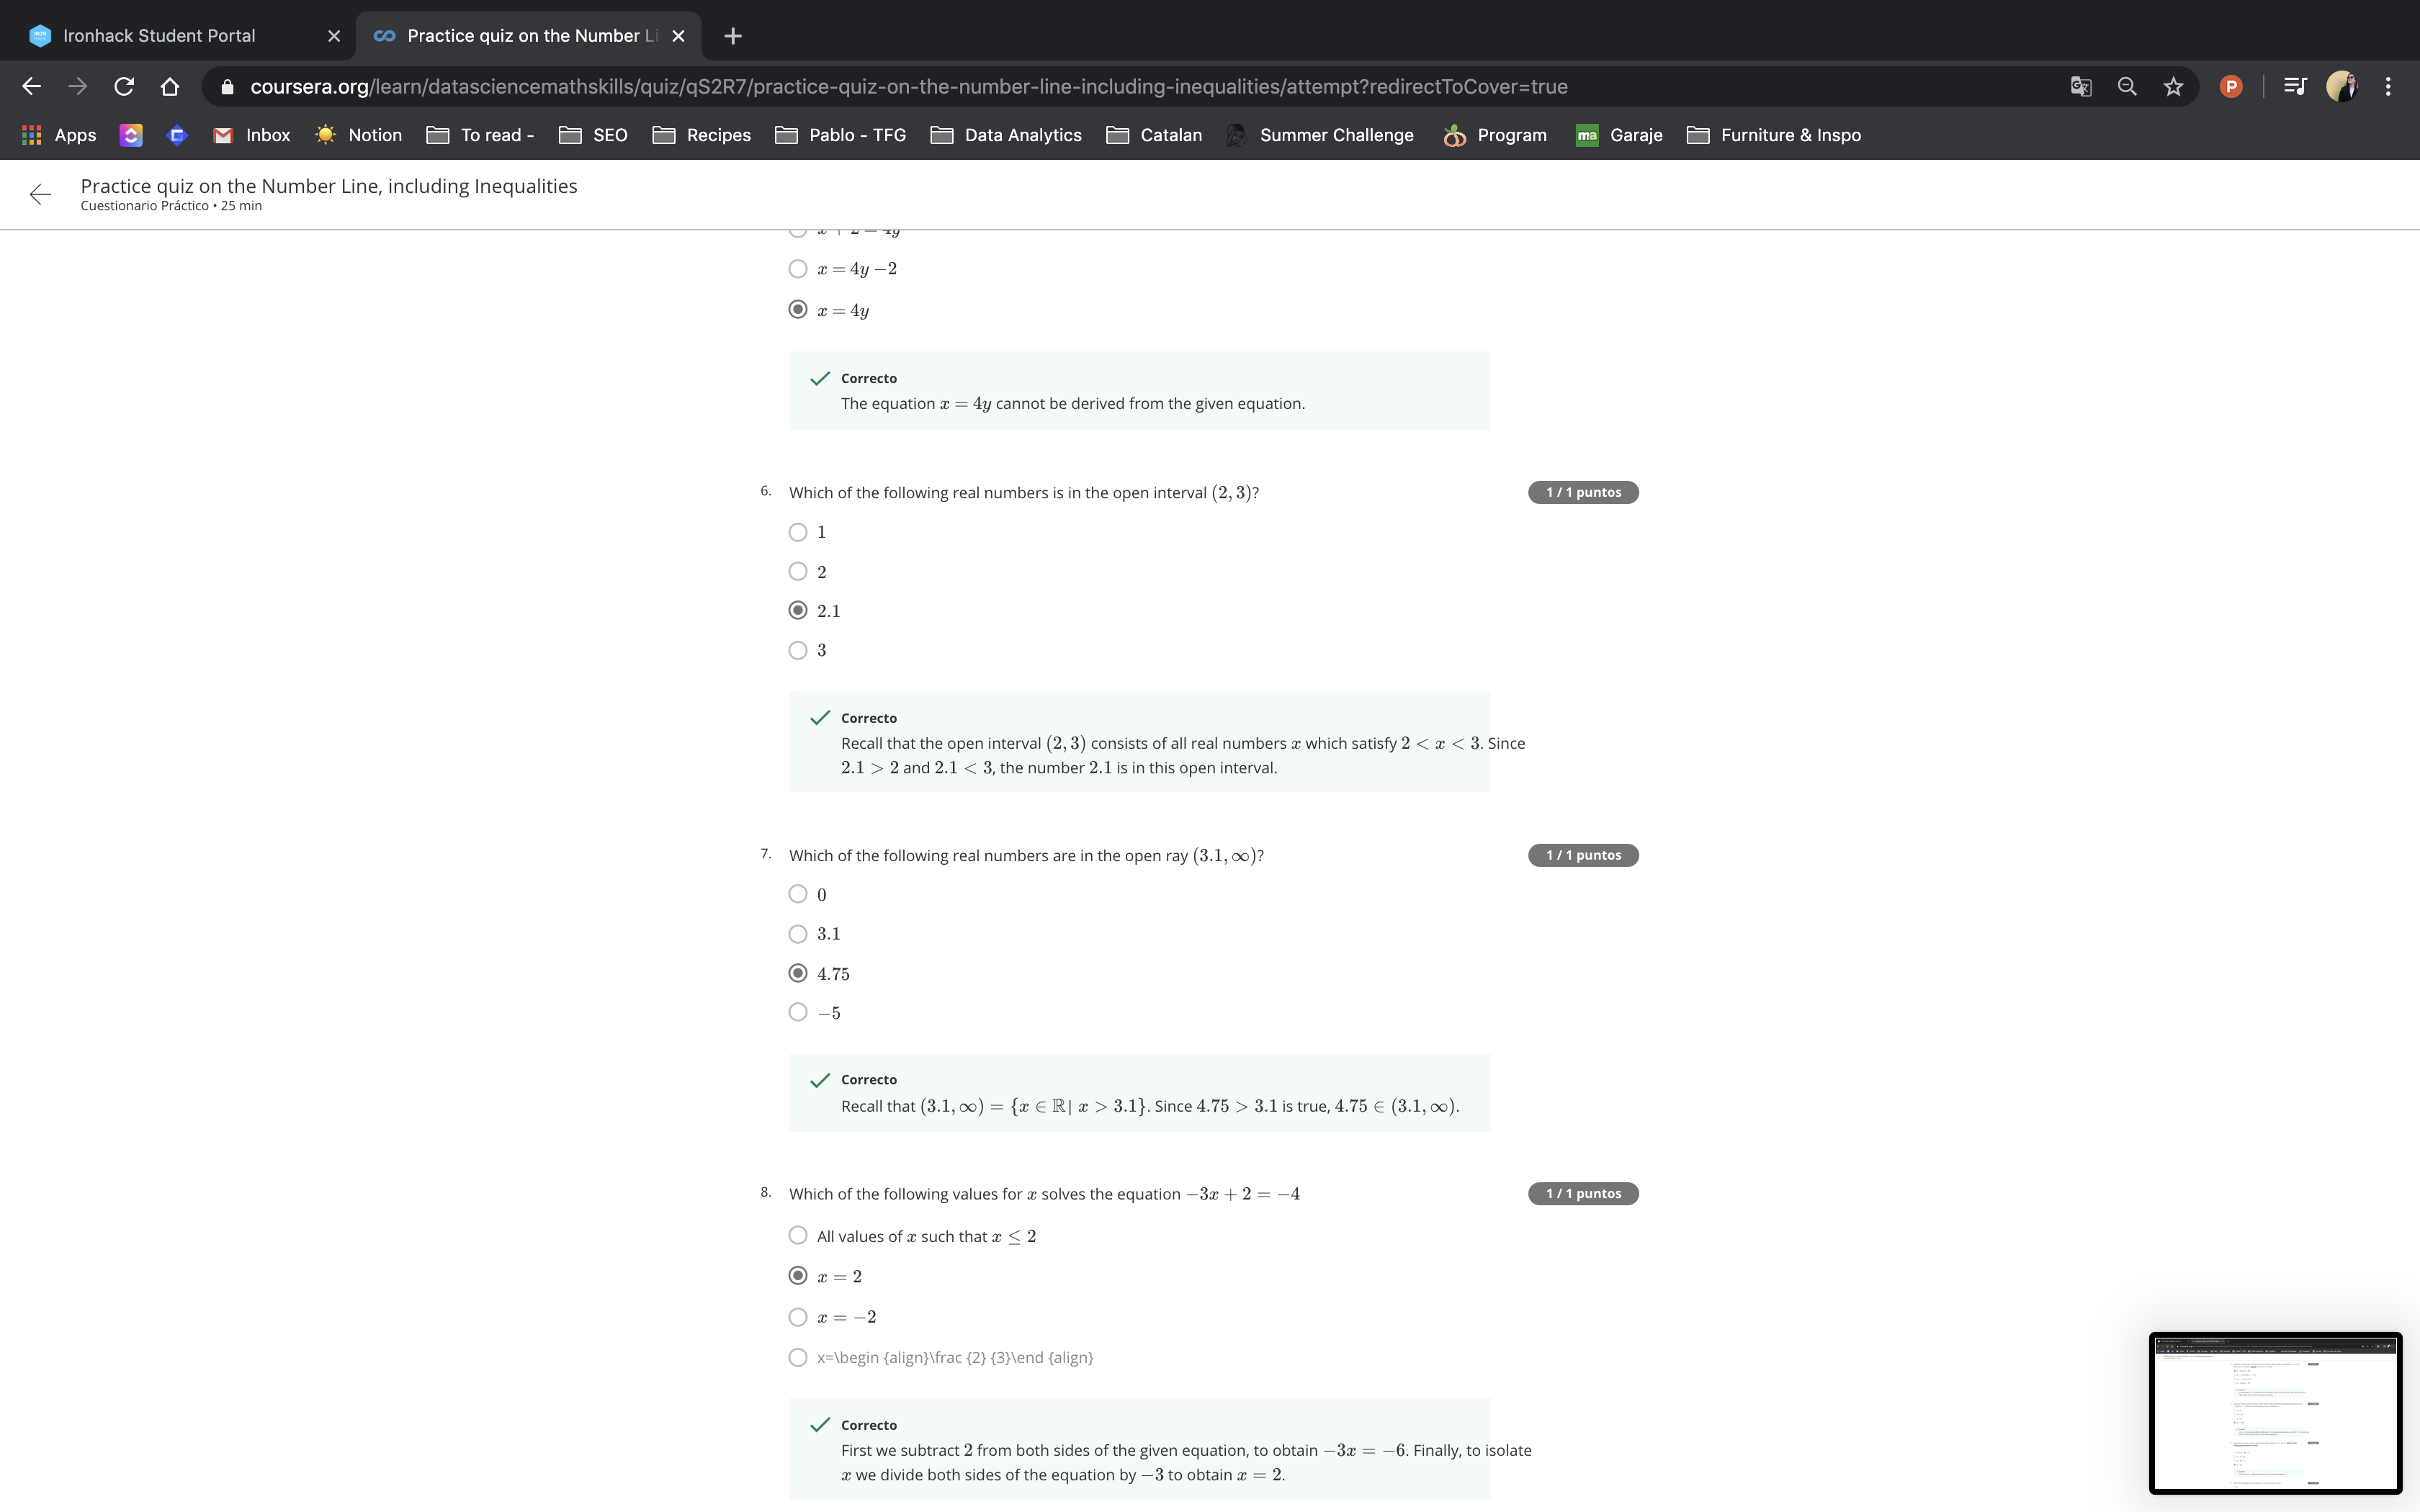 Ironhack Student Portal
Practice quiz on the Number Li
coursera.org/learn/datasciencemathskills/quiz/qS2R7/practice-quiz-on-the-number-line-including-inequalities/attempt?redirectToCover=true
P
Apps
Inbox
Notion
To read -
SEO
Recipes
Pablo - TFG
Data Analytics
Catalan
Summer Challenge
Program
ma
Garaje
Furniture & Inspo
Practice quiz on the Number Line, including Inequalities
Cuestionario Práctico • 25 min
x = 4y −2
x = 4y
Correcto
The equation x = 4y cannot be derived from the given equation.
6. Which of the following real numbers is in the open interval (2, 3)?
1 / 1 puntos
1
2
2.1
3
Correcto
Recall that the open interval (2, 3) consists of all real numbers x which satisfy 2 < x < 3. Since
2.1 > 2 and 2.1 < 3, the number 2.1 is in this open interval.
7. Which of the following real numbers are in the open ray (3.1, ∞)?
1 / 1 puntos
0
3.1
4.75
−5
Correcto
Recall that (3.1, ∞) = {x ∈ ℝ| x > 3.1}. Since 4.75 > 3.1 is true, 4.75 ∈ (3.1, ∞).
8. Which of the following values for x solves the equation −3x + 2 = −4
1 / 1 puntos
All values of x such that x ≤ 2
x = 2
x = −2
x=\begin {align}\frac {2} {3}\end {align}
Correcto
First we subtract 2 from both sides of the given equation, to obtain −3x = −6. Finally, to isolate
x we divide both sides of the equation by −3 to obtain x = 2.